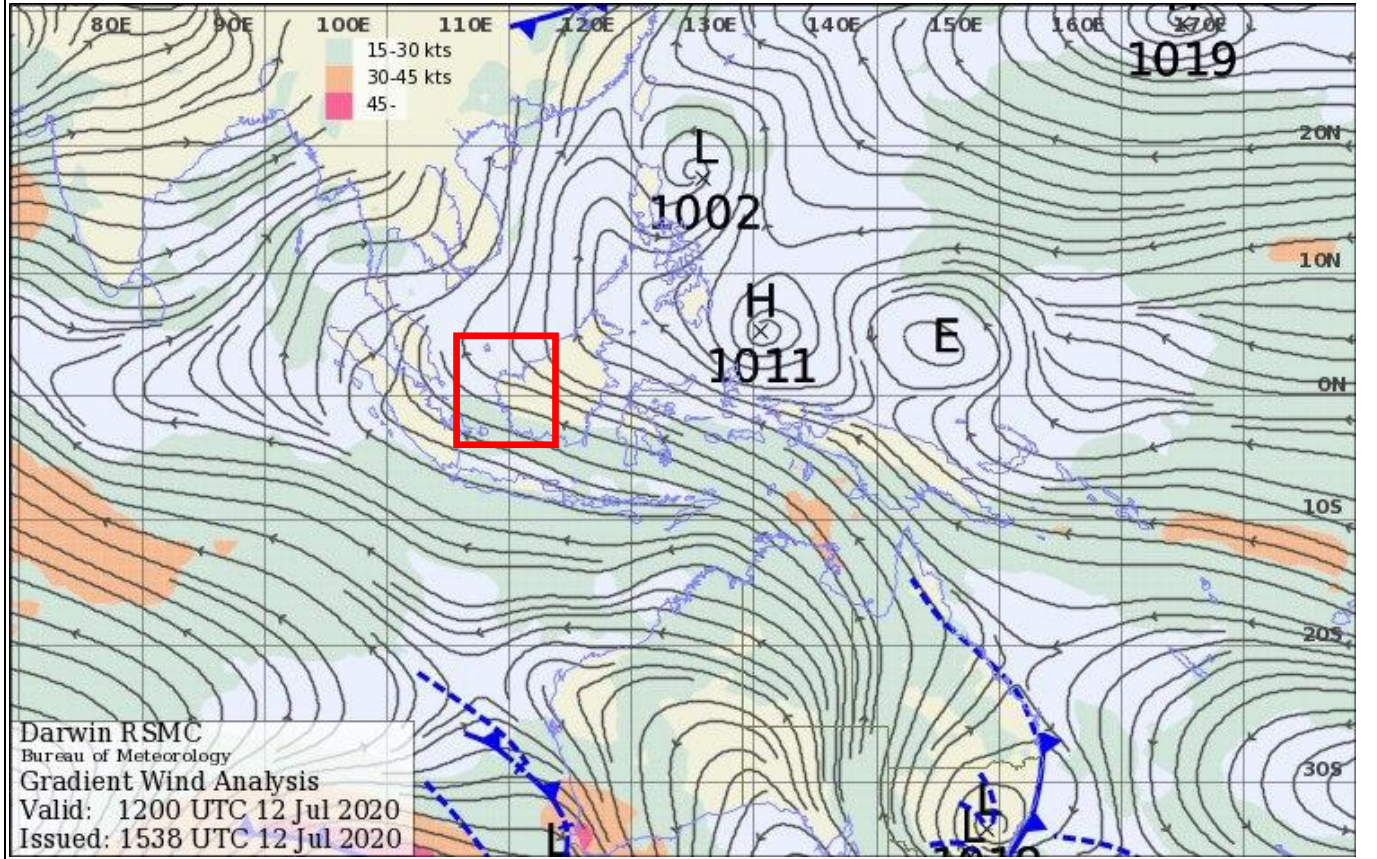 80E 90E 100E 110E 120E 130E 140E 150E 160E 170E
15-30 kts
30-45 kts
45-
1019
20N
L
1002
10N
H
E
1011
0N
10S
20S
Darwin RSMC
Bureau of Meteorology
Gradient Wind Analysis
Valid: 1200 UTC 12 Jul 2020
Issued: 1538 UTC 12 Jul 2020
30S
L
L
L